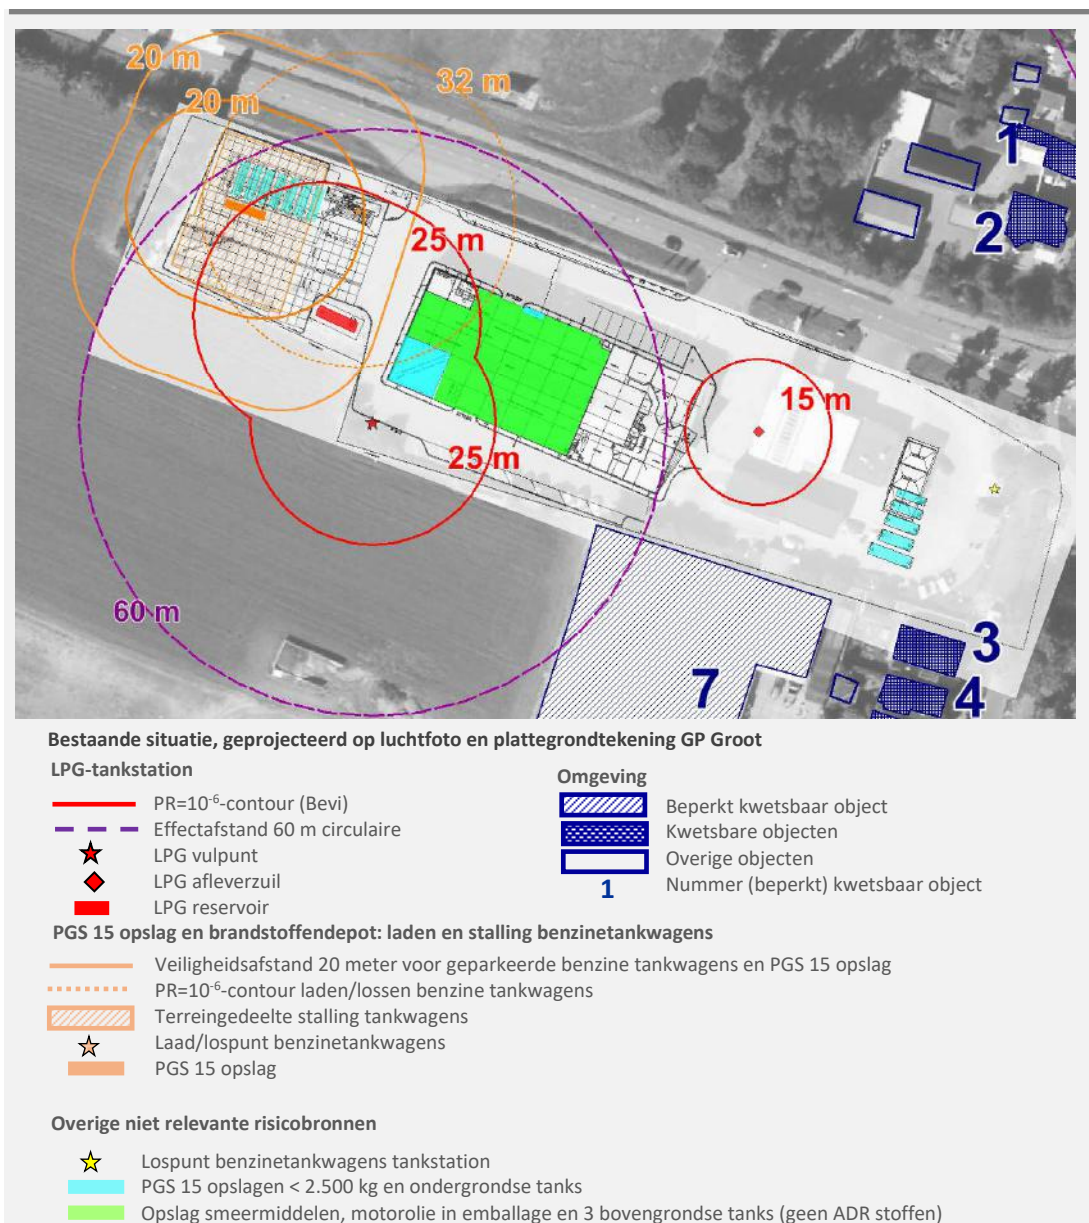 20 m
20 m
32 m
25 m
25 m
15 m
60 m
1
2
3
4
7
Bestaande situatie, geprojecteerd op luchtfoto en plattegrondtekening GP Groot
LPG-tankstation
PR=10⁻⁶-contour (Bevi)
Effectafstand 60 m circulaire
LPG vulpunt
LPG afleverzuil
LPG reservoir
Omgeving
Beperkt kwetsbaar object
Kwetsbare objecten
Overige objecten
1 Nummer (beperkt) kwetsbaar object
PGS 15 opslag en brandstoffendepot: laden en stalling benzinetankwagens
Veiligheidsafstand 20 meter voor geparkeerde benzine tankwagens en PGS 15 opslag
PR=10⁻⁶-contour laden/lossen benzine tankwagens
Terreingedeelte stalling tankwagens
Laad/lospunt benzinetankwagens
PGS 15 opslag
Overige niet relevante risicobronnen
Lospunt benzinetankwagens tankstation
PGS 15 opslagen < 2.500 kg en ondergrondse tanks
Opslag smeermiddelen, motorolie in emballage en 3 bovengrondse tanks (geen ADR stoffen)